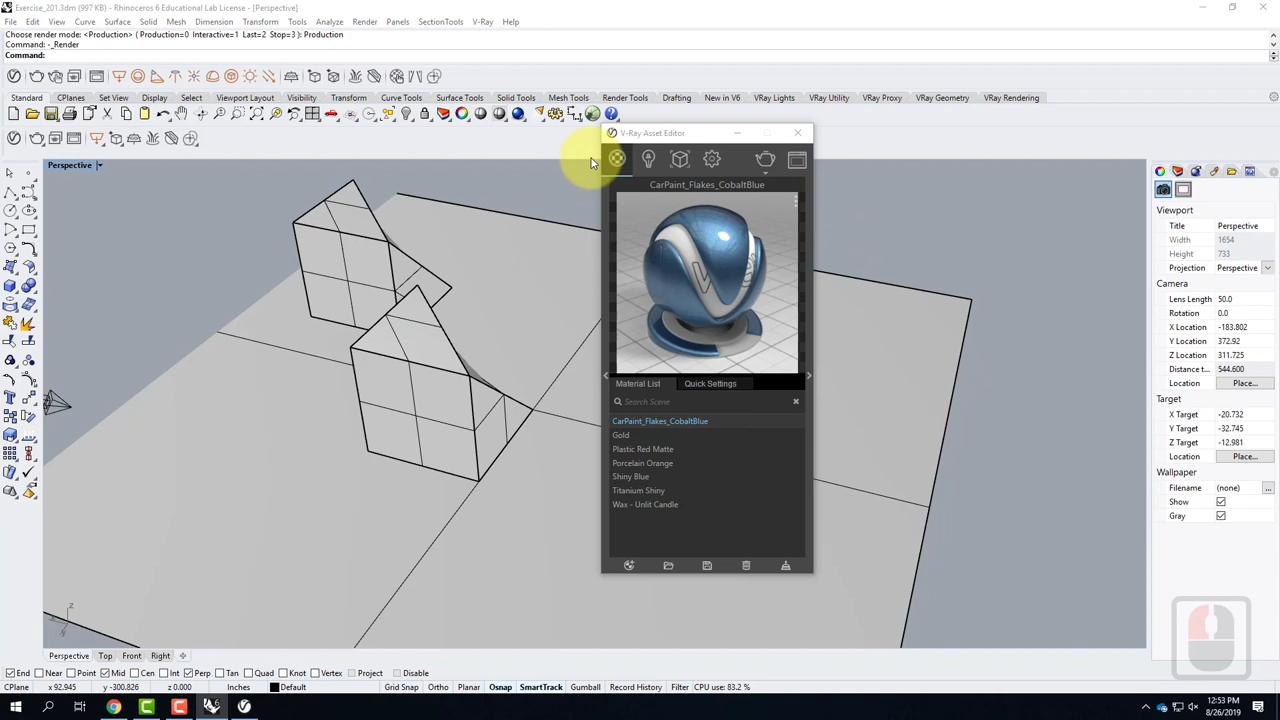 Exercise_201.3dm (997 KB) - Rhinoceros 6 Educational Lab License - [Perspective]
File Edit View Curve Surface Solid Mesh Dimension Transform Tools Analyze Render Panels SectionTools V-Ray Help
Choose render mode: <Production> ( Production=0 Interactive=1 Last=2 Stop=3 ): Production
Command: -_Render
Command:
Standard CPlanes Set View Display Select Viewport Layout Visibility Transform Curve Tools Surface Tools Solid Tools Mesh Tools Render Tools Drafting New in V6 VRay Lights VRay Utility VRay Proxy VRay Geometry VRay Rendering
Perspective
V-Ray Asset Editor
CarPaint_Flakes_CobaltBlue
Material List Quick Settings
Search Scene
CarPaint_Flakes_CobaltBlue
Gold
Plastic Red Matte
Porcelain Orange
Shiny Blue
Titanium Shiny
Wax - Unlit Candle
Viewport
Title Perspective
Width 1654
Height 733
Projection Perspective
Camera
Lens Length 50.0
Rotation 0.0
X Location -183.802
Y Location 372.92
Z Location 311.725
Distance t... 544.600
Location Place...
Target
X Target -20.732
Y Target -32.745
Z Target -12.981
Location Place...
Wallpaper
Filename (none) ...
Show
Gray
z
y
Perspective Top Front Right
End Near Point Mid Cen Int Perp Tan Quad Knot Vertex Project Disable
CPlane x 92.945 y -300.826 z 0.000 Inches Default Grid Snap Ortho Planar Osnap SmartTrack Gumball Record History Filter CPU use: 83.2 %
12:53 PM
8/26/2019